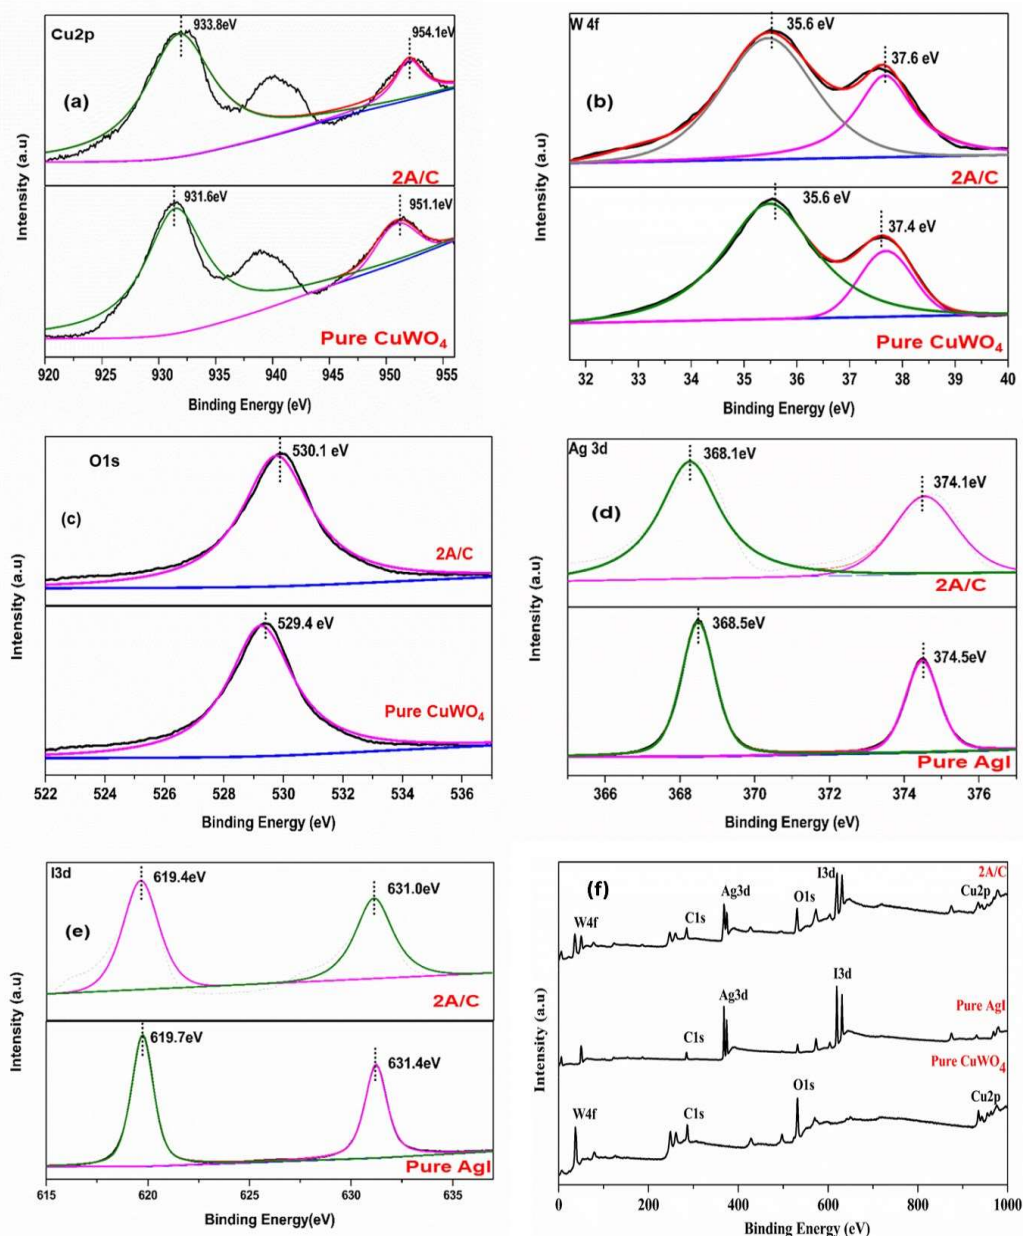 Cu2p
933.8eV
954.1eV
(a)
2A/C
931.6eV
951.1eV
Pure CuWO4
Intensity (a.u)
920 925 930 935 940 945 950 955
Binding Energy (eV)
W 4f
35.6 eV
37.6 eV
(b)
2A/C
35.6 eV
37.4 eV
Pure CuWO4
Intensity (a.u)
32 33 34 35 36 37 38 39 40
Binding Energy (eV)
O1s
530.1 eV
(c)
2A/C
529.4 eV
Pure CuWO4
Intensity (a.u)
522 524 526 528 530 532 534 536
Binding Energy (eV)
Ag 3d
368.1eV
374.1eV
(d)
2A/C
368.5eV
374.5eV
Pure AgI
Intensity (a.u)
366 368 370 372 374 376
Binding Energy (eV)
I3d
619.4eV
631.0eV
(e)
2A/C
619.7eV
631.4eV
Pure AgI
Intensity (a.u)
615 620 625 630 635
Binding Energy(eV)
(f)
2A/C
I3d
Cu2p
Ag3d
O1s
W4f
C1s
I3d
Ag3d
Pure AgI
C1s
Pure CuWO4
O1s
Cu2p
W4f
C1s
Intensity (a.u)
0 200 400 600 800 1000
Binding Energy (eV)